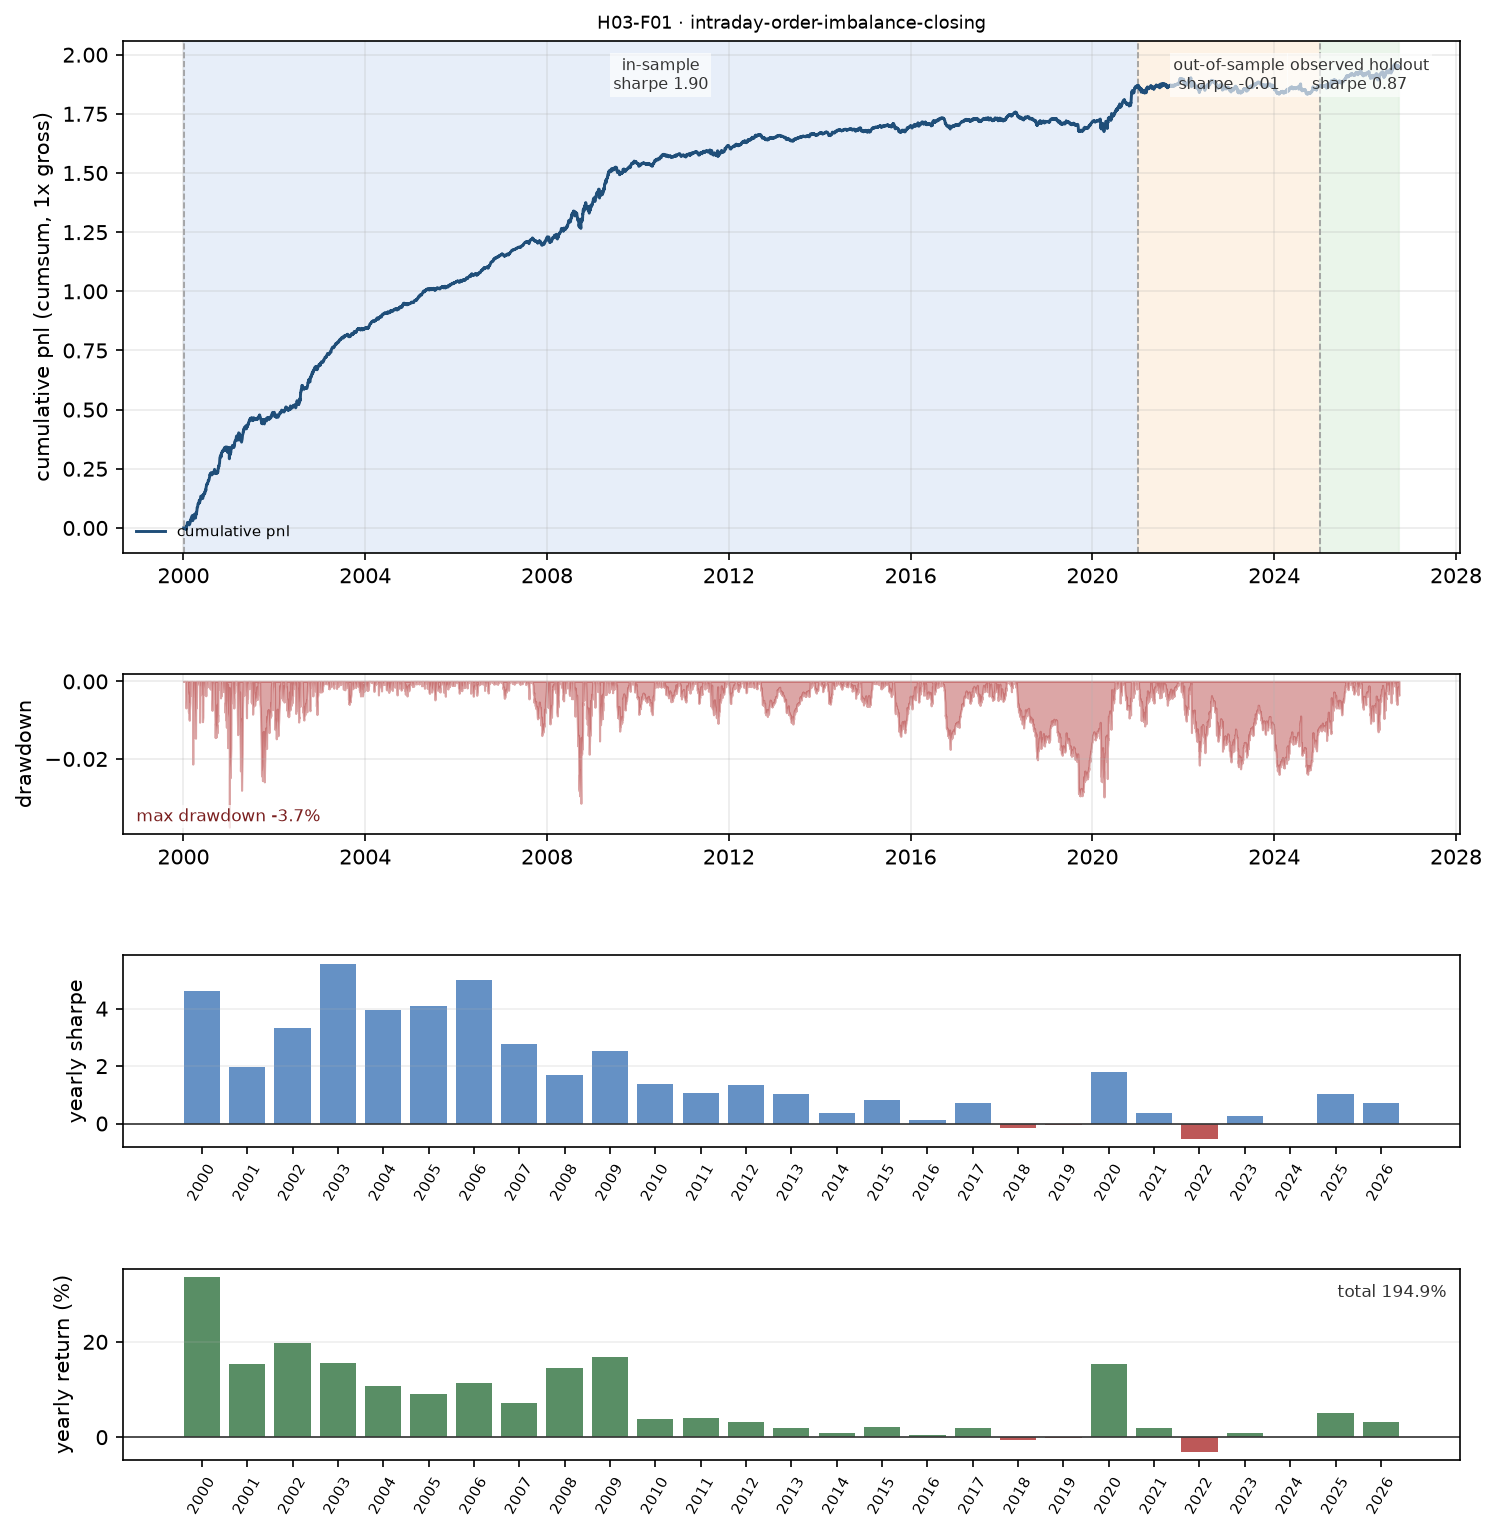 H03-F01 · intraday-order-imbalance-closing
cumulative pnl (cumsum, 1x gross)
2.00
1.75
1.50
1.25
1.00
0.75
0.50
0.25
0.00
in-sample
sharpe 1.90
out-of-sample
sharpe -0.01
observed holdout
sharpe 0.87
cumulative pnl
2000 2004 2008 2012 2016 2020 2024 2028
drawdown
0.00
−0.02
max drawdown -3.7%
2000 2004 2008 2012 2016 2020 2024 2028
yearly sharpe
4
2
0
2000 2001 2002 2003 2004 2005 2006 2007 2008 2009 2010 2011 2012 2013 2014 2015 2016 2017 2018 2019 2020 2021 2022 2023 2024 2025 2026
yearly return (%)
20
0
total 194.9%
2000 2001 2002 2003 2004 2005 2006 2007 2008 2009 2010 2011 2012 2013 2014 2015 2016 2017 2018 2019 2020 2021 2022 2023 2024 2025 2026